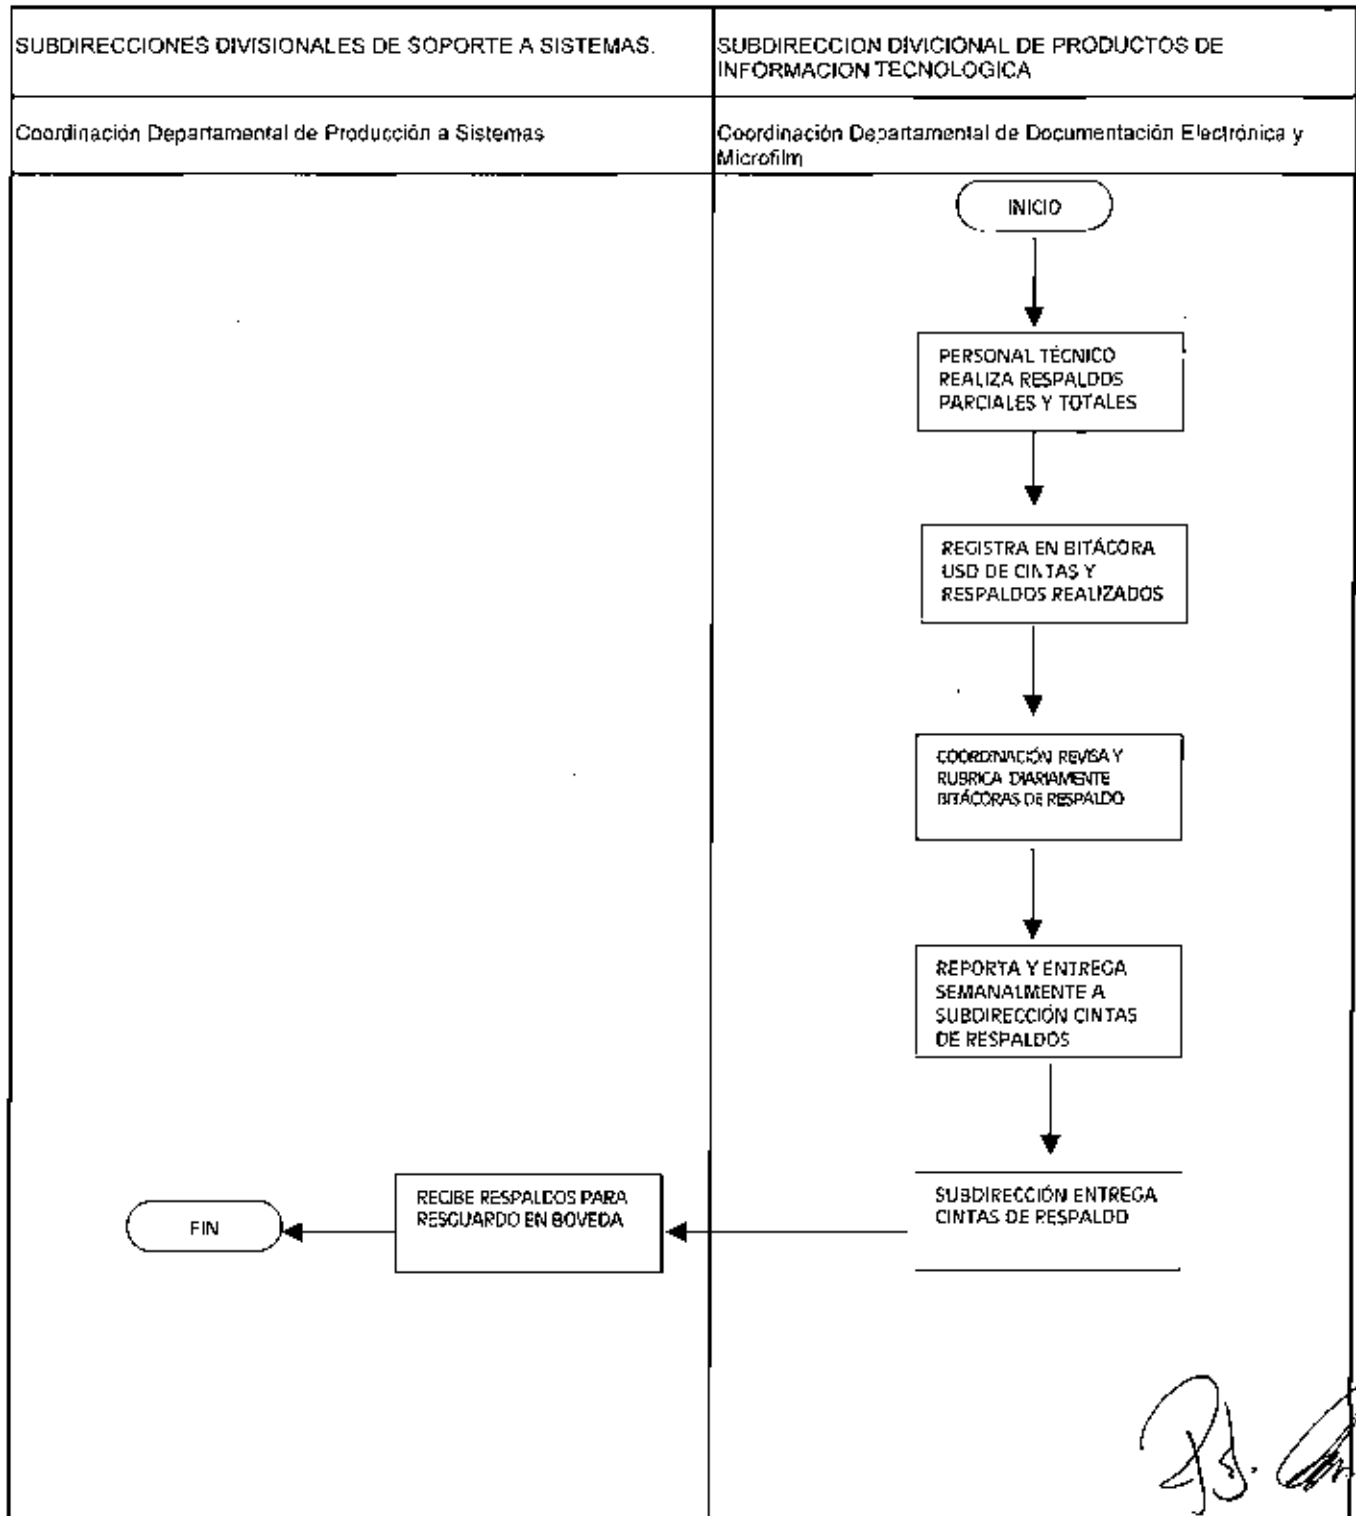 SUBDIRECCIONES DIVISIONALES DE SOPORTE A SISTEMAS.
SUBDIRECCION DIVICIONAL DE PRODUCTOS DE
INFORMACION TECNOLOGICA
Coordinación Departamental de Producción a Sistemas
Coordinación Departamental de Documentación Electrónica y
Microfilm
INICIO
PERSONAL TÉCNICO
REALIZA RESPALDOS
PARCIALES Y TOTALES
REGISTRA EN BITÁCORA
USO DE CINTAS Y
RESPALDOS REALIZADOS
COORDINACIÓN REVISA Y
RUBRICA DIARIAMENTE
BITÁCORAS DE RESPALDO
REPORTA Y ENTREGA
SEMANALMENTE A
SUBDIRECCIÓN CINTAS
DE RESPALDOS
SUBDIRECCIÓN ENTREGA
CINTAS DE RESPALDO
RECIBE RESPALDOS PARA
RESGUARDO EN BOVEDA
FIN